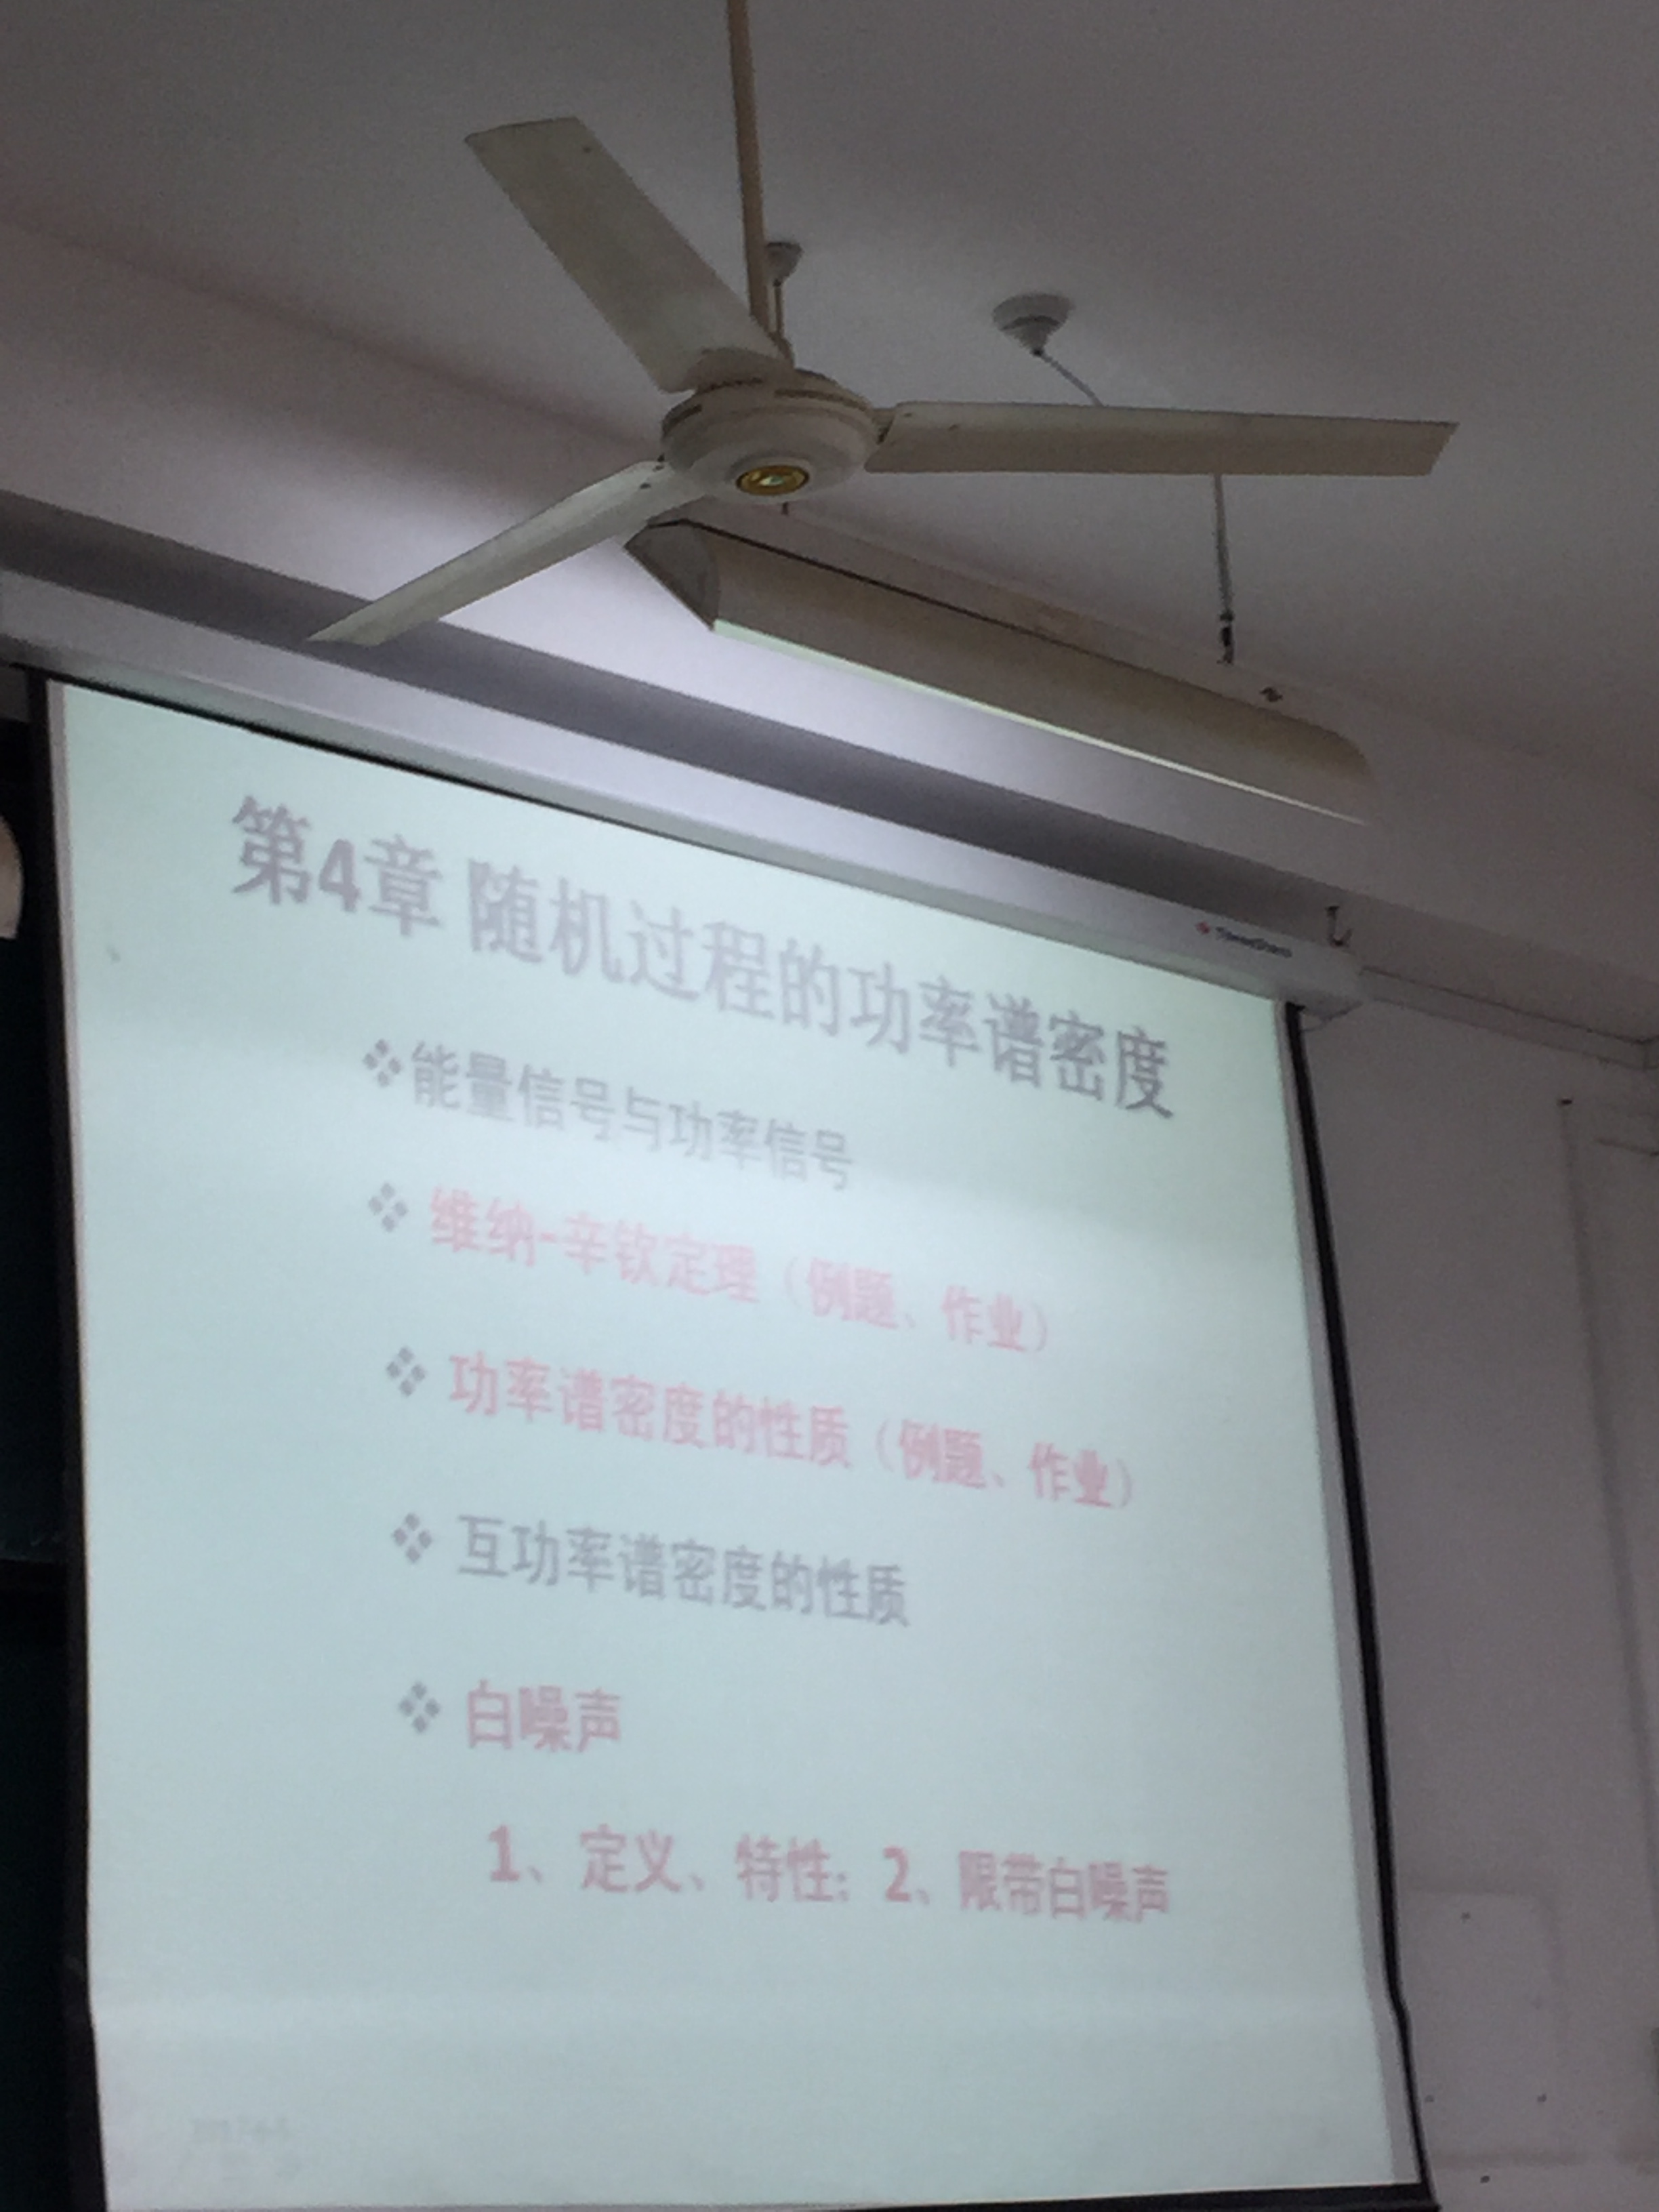 第4章 随机过程的功率谱密度
能量信号与功率信号
维纳-辛钦定理（例题、作业）
功率谱密度的性质（例题、作业）
互功率谱密度的性质
白噪声
1、定义、特性；2、限带白噪声